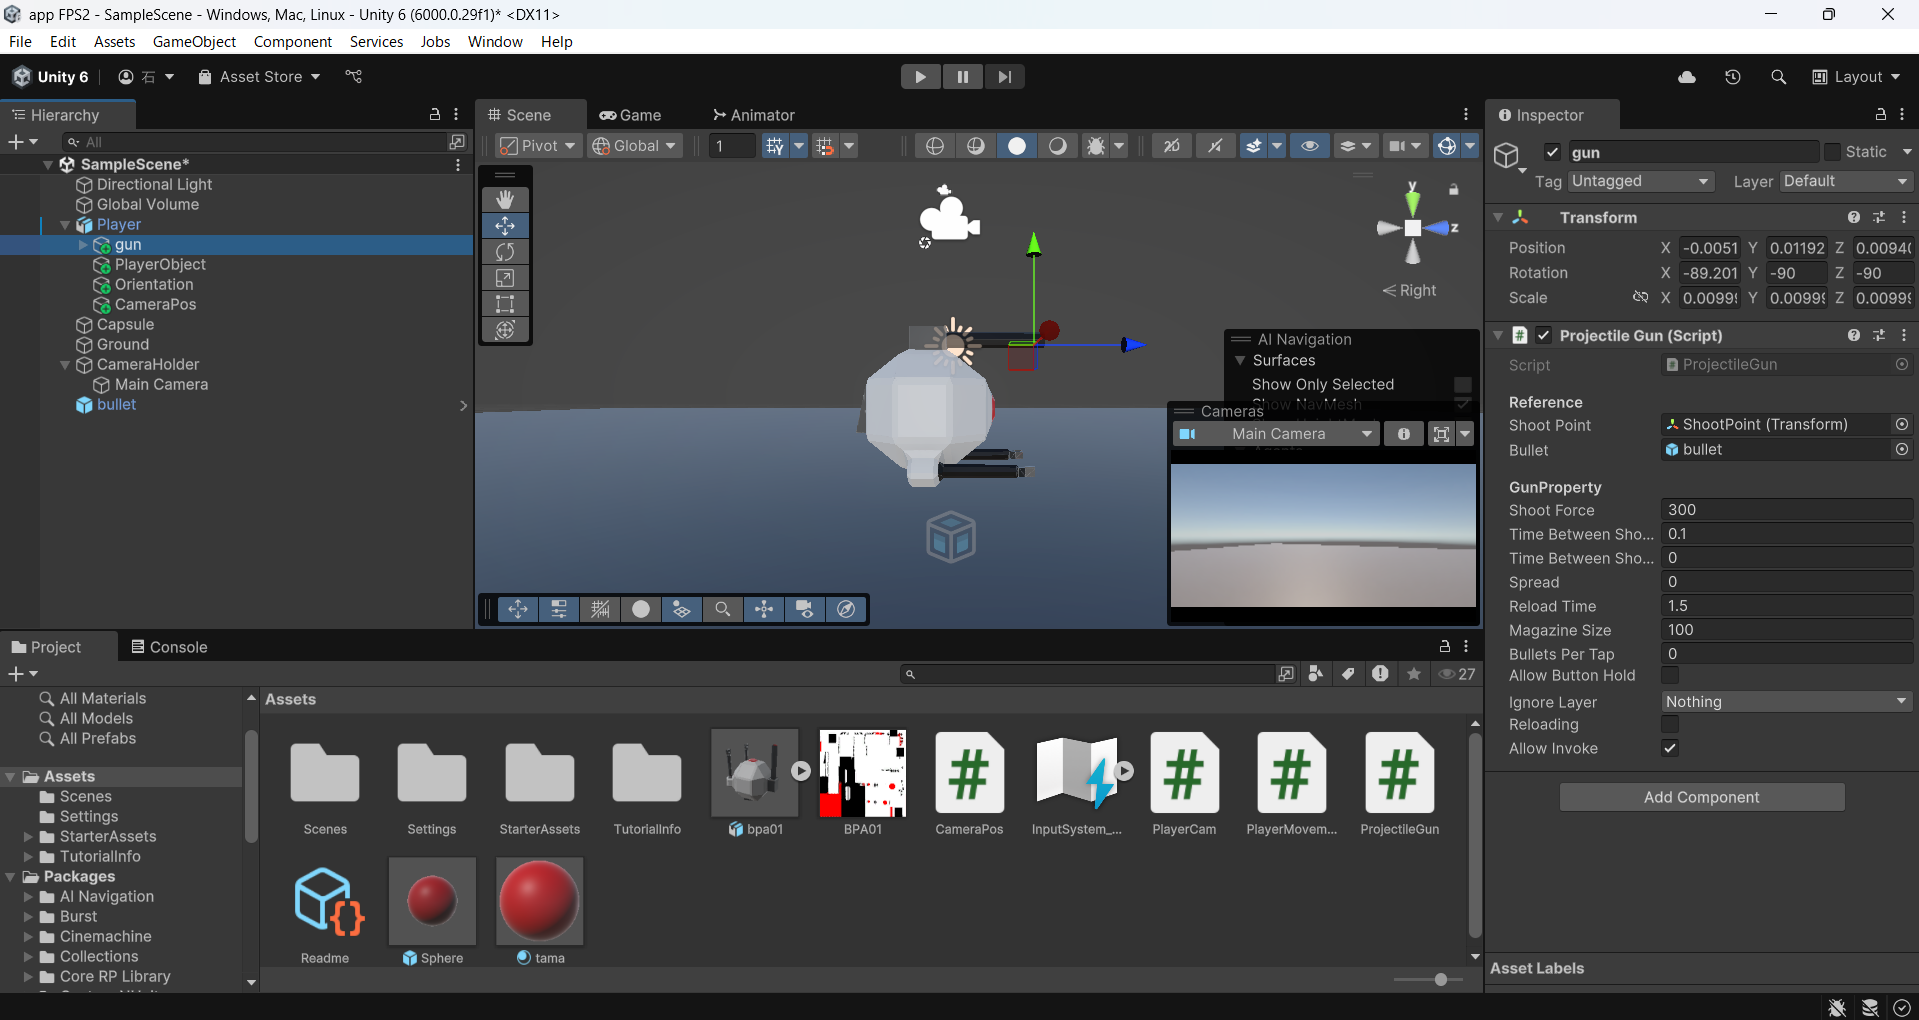 app FPS2 - SampleScene - Windows, Mac, Linux - Unity 6 (6000.0.29f1)* <DX11>
File Edit Assets GameObject Component Services Jobs Window Help
Unity 6 石 Asset Store Layout
Hierarchy
All
SampleScene*
Directional Light
Global Volume
Player
gun
PlayerObject
Orientation
CameraPos
Capsule
Ground
CameraHolder
Main Camera
bullet
Scene Game Animator
Pivot Global 1 2D
y
z
Right
AI Navigation
Surfaces
Show Only Selected
Show NavMesh
Cameras
Main Camera
Inspector
gun Static
Tag Untagged Layer Default
Transform
Position X -0.0051 Y 0.01192 Z 0.0094
Rotation X -89.201 Y -90 Z -90
Scale X 0.0099 Y 0.0099 Z 0.0099
Projectile Gun (Script)
Script ProjectileGun
Reference
Shoot Point ShootPoint (Transform)
Bullet bullet
GunProperty
Shoot Force 300
Time Between Sho... 0.1
Time Between Sho... 0
Spread 0
Reload Time 1.5
Magazine Size 100
Bullets Per Tap 0
Allow Button Hold
Ignore Layer Nothing
Reloading
Allow Invoke
Add Component
Asset Labels
Project Console
27
All Materials
All Models
All Prefabs
Assets
Scenes
Settings
StarterAssets
TutorialInfo
Packages
AI Navigation
Burst
Cinemachine
Collections
Core RP Library
Assets
Scenes Settings StarterAssets TutorialInfo bpa01 BPA01 CameraPos InputSystem_... PlayerCam PlayerMovem... ProjectileGun
Readme Sphere tama